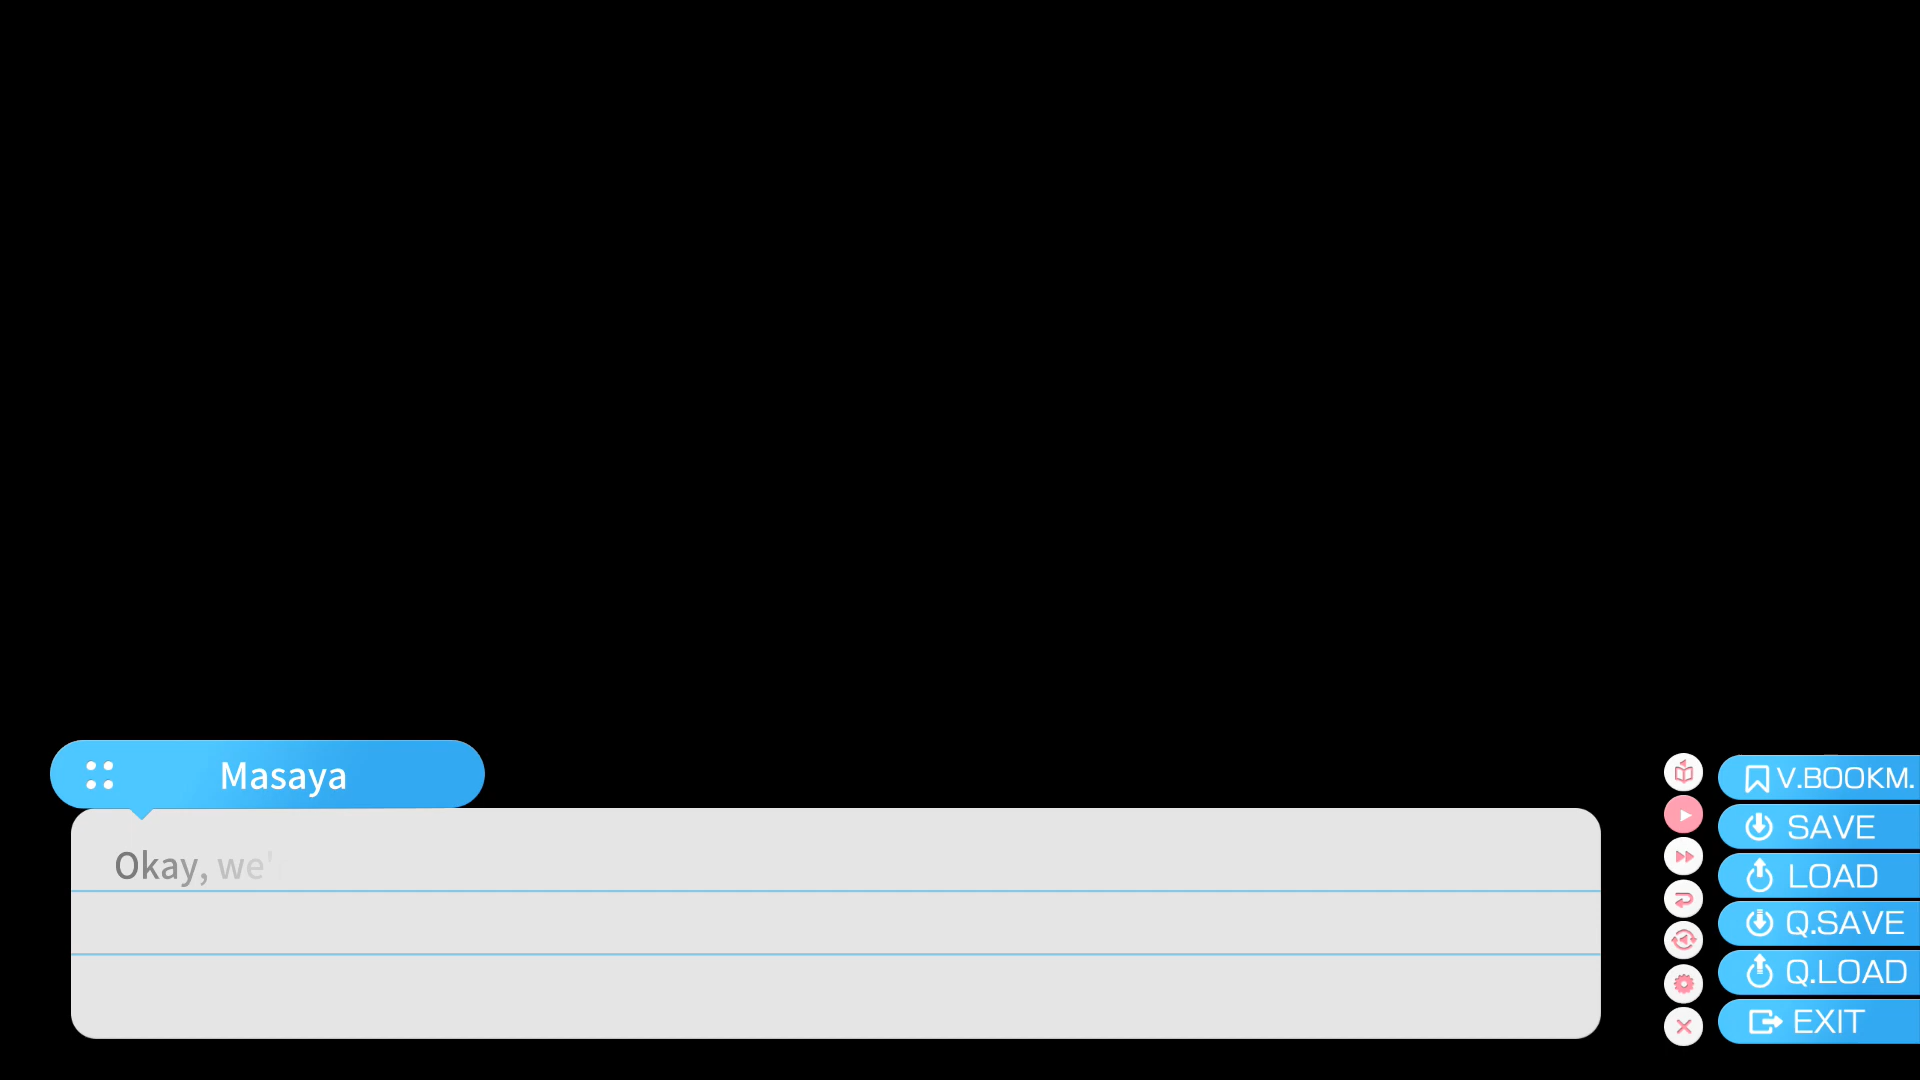 Masaya
Okay, we'
V.BOOKM.
SAVE
LOAD
Q.SAVE
Q.LOAD
EXIT